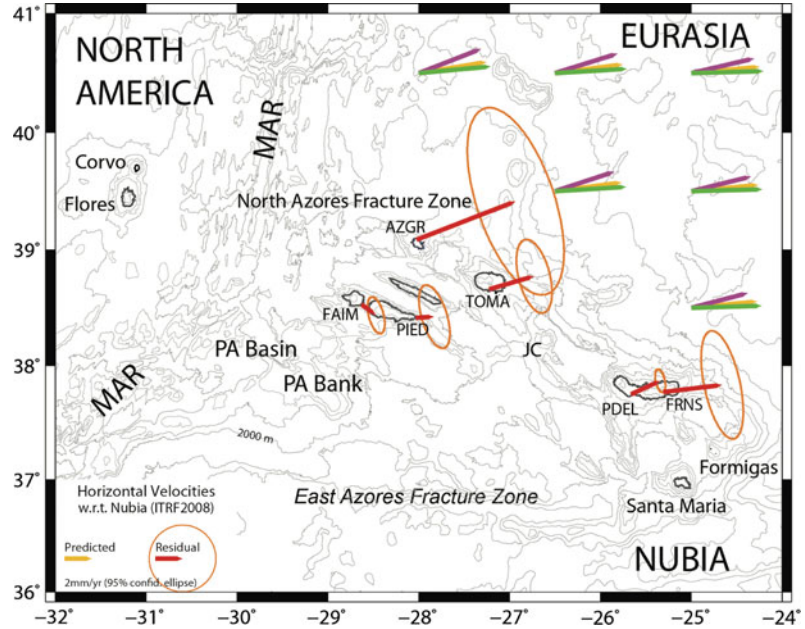 41°
40°
39°
38°
37°
36°
−32
−31
−30
−29
−28
−27
−26
−25
−24
NORTH
AMERICA
EURASIA
MAR
Corvo
Flores
North Azores Fracture Zone
AZGR
TOMA
FAIM
PIED
JC
PA Basin
PA Bank
MAR
PDEL
FRNS
2000 m
Formigas
East Azores Fracture Zone
Santa Maria
NUBIA
Horizontal Velocities
w.r.t. Nubia (ITRF2008)
Predicted
Residual
2mm/yr (95% confid. ellipse)